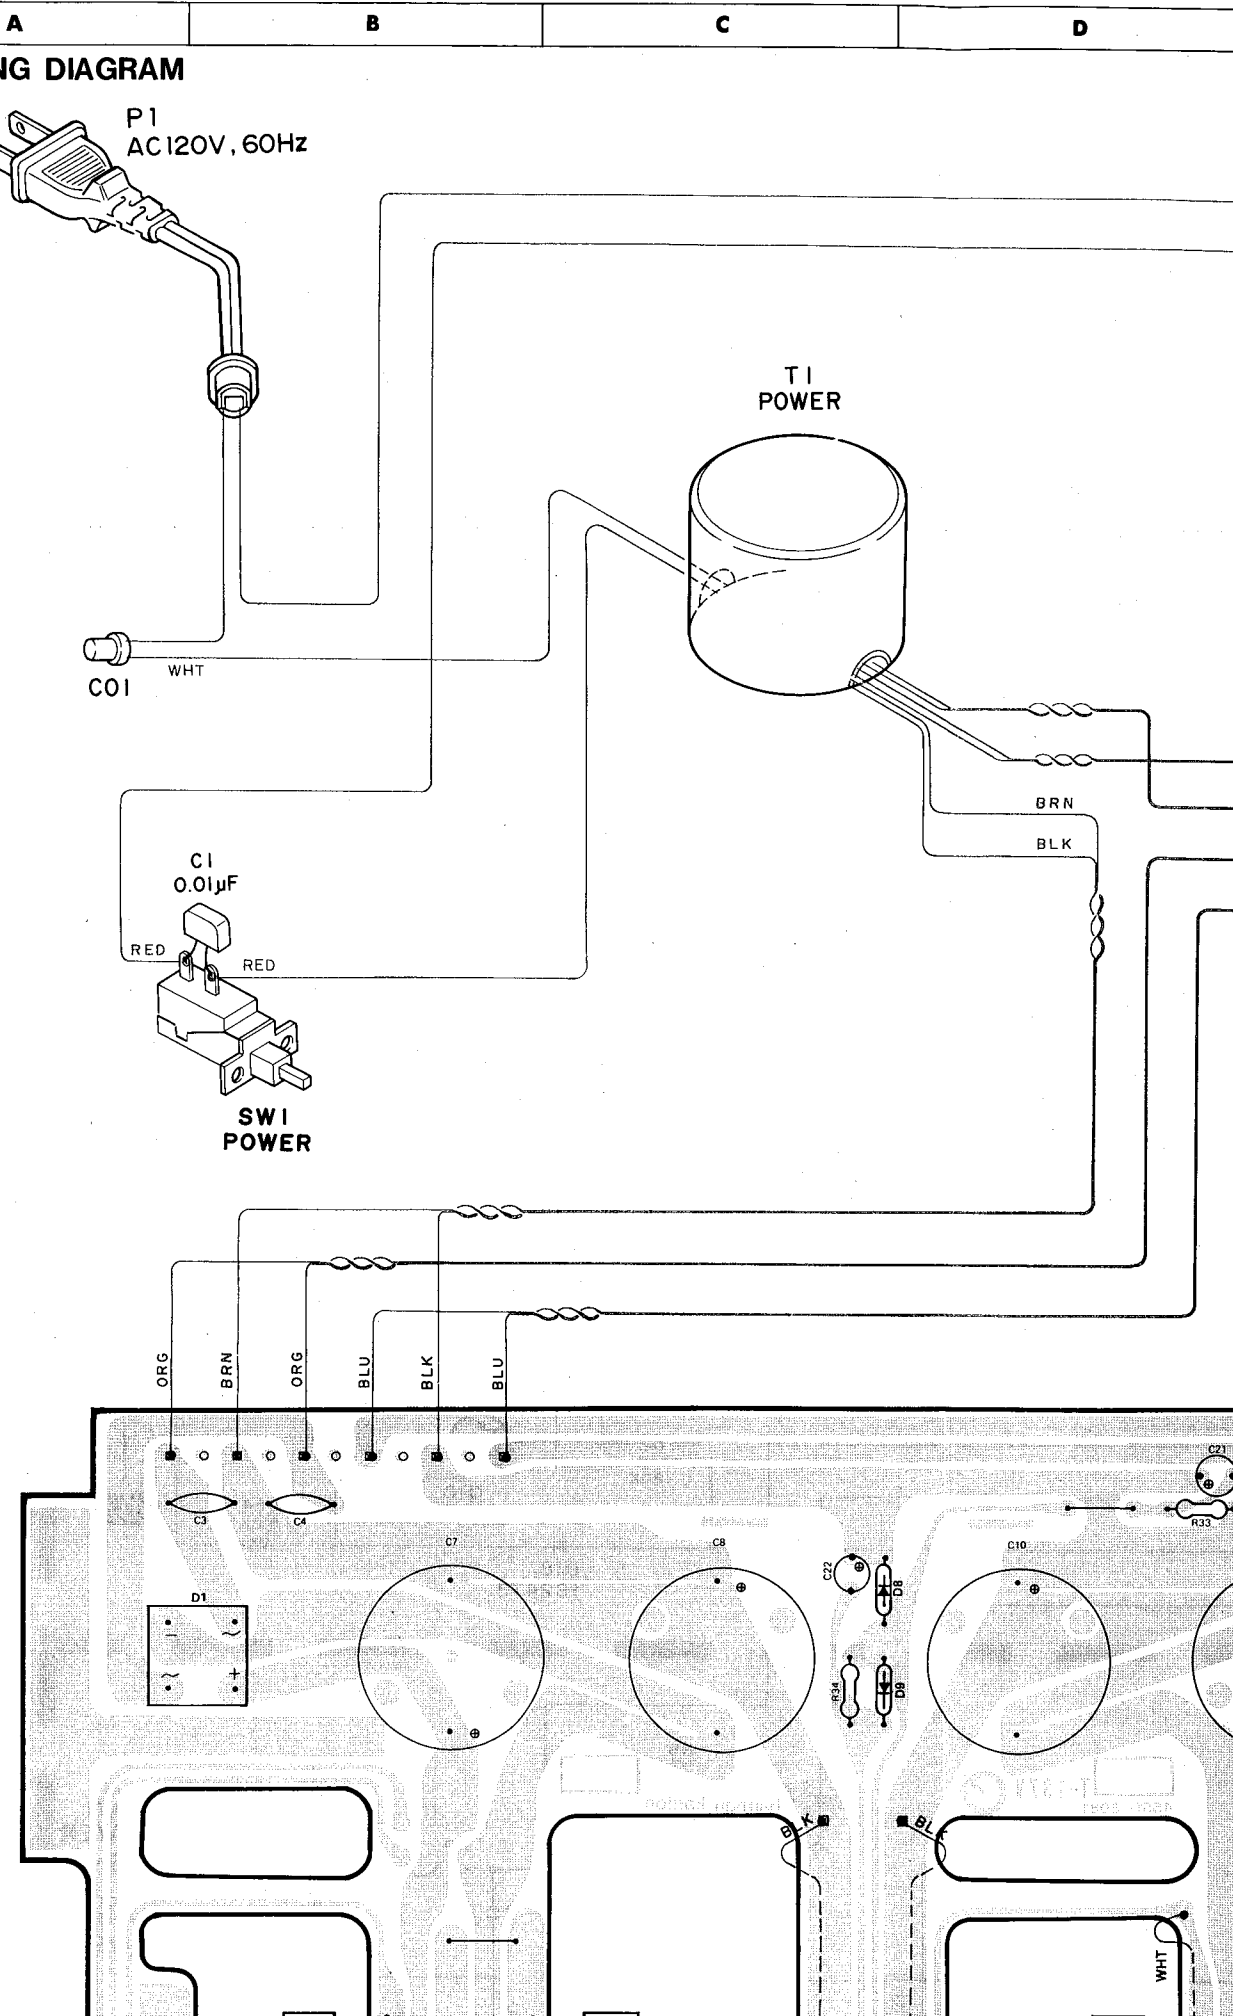 A B C D
NG DIAGRAM
P1
AC120V, 60Hz
T1
POWER
WHT
CO1
BRN
BLK
C1
0.01µF
RED
RED
SW1
POWER
ORG
BRN
ORG
BLU
BLK
BLU
C21
C3
C4
R33
C7
C8
C10
C22
D8
D1
−
~
~
+
R34
D9
BLK
BLK
WHT